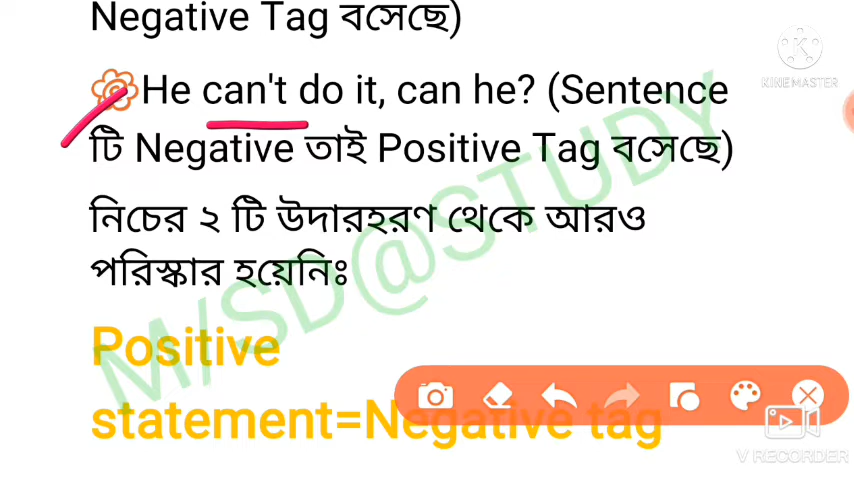 Negative Tag বসেছে)
He can't do it, can he? (Sentence
টি Negative তাই Positive Tag বসেছে)
নিচের ২ টি উদারহরণ থেকে আরও
পরিস্কার হয়েনিঃ
Positive
statement=Negative tag
M/SD@STUDY
KINEMASTER
V RECORDER